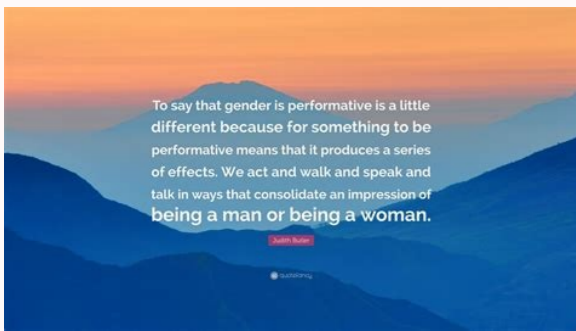 To say that gender is performative is a little
different because for something to be
performative means that it produces a series
of effects. We act and walk and speak and
talk in ways that consolidate an impression of
being a man or being a woman.
Judith Butler
quotefancy